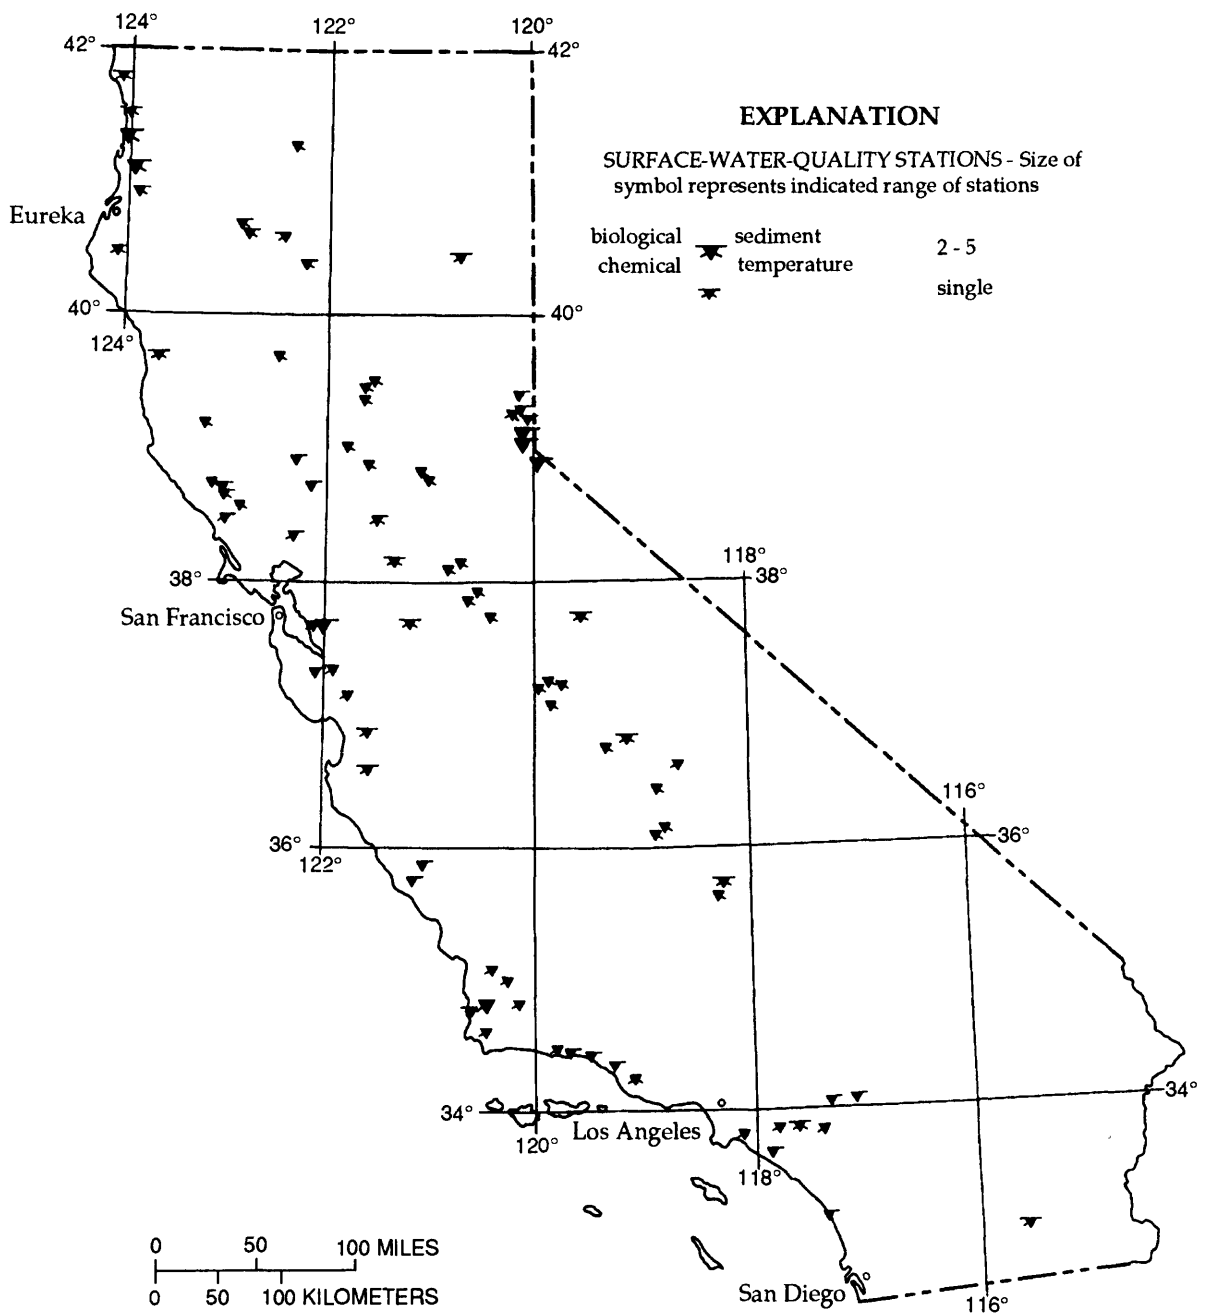 124° 122° 120°
42° 42°
EXPLANATION
SURFACE-WATER-QUALITY STATIONS - Size of
symbol represents indicated range of stations
Eureka
biological sediment 2 - 5
chemical temperature
single
40° 40°
124°
118°
38° 38°
San Francisco
116°
36° 36°
122°
34° 34°
Los Angeles
120°
118°
0 50 100 MILES
San Diego
0 50 100 KILOMETERS
116°